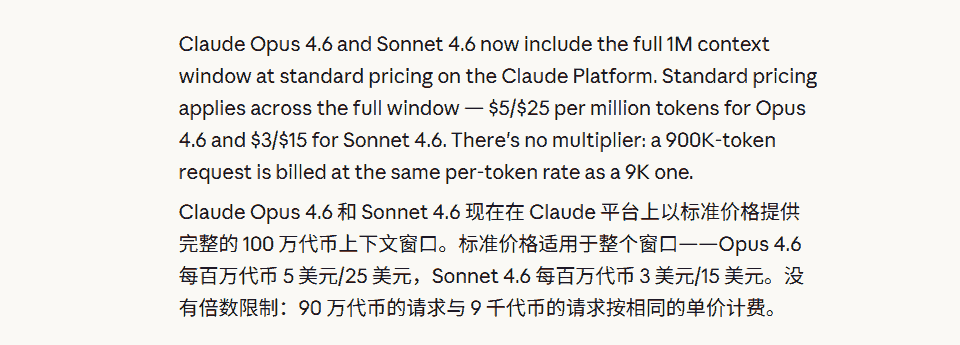 Claude Opus 4.6 and Sonnet 4.6 now include the full 1M context
window at standard pricing on the Claude Platform. Standard pricing
applies across the full window — $5/$25 per million tokens for Opus
4.6 and $3/$15 for Sonnet 4.6. There's no multiplier: a 900K-token
request is billed at the same per-token rate as a 9K one.
Claude Opus 4.6 和 Sonnet 4.6 现在在 Claude 平台上以标准价格提供
完整的 100 万代币上下文窗口。标准价格适用于整个窗口——Opus 4.6
每百万代币 5 美元/25 美元，Sonnet 4.6 每百万代币 3 美元/15 美元。没
有倍数限制：90 万代币的请求与 9 千代币的请求按相同的单价计费。